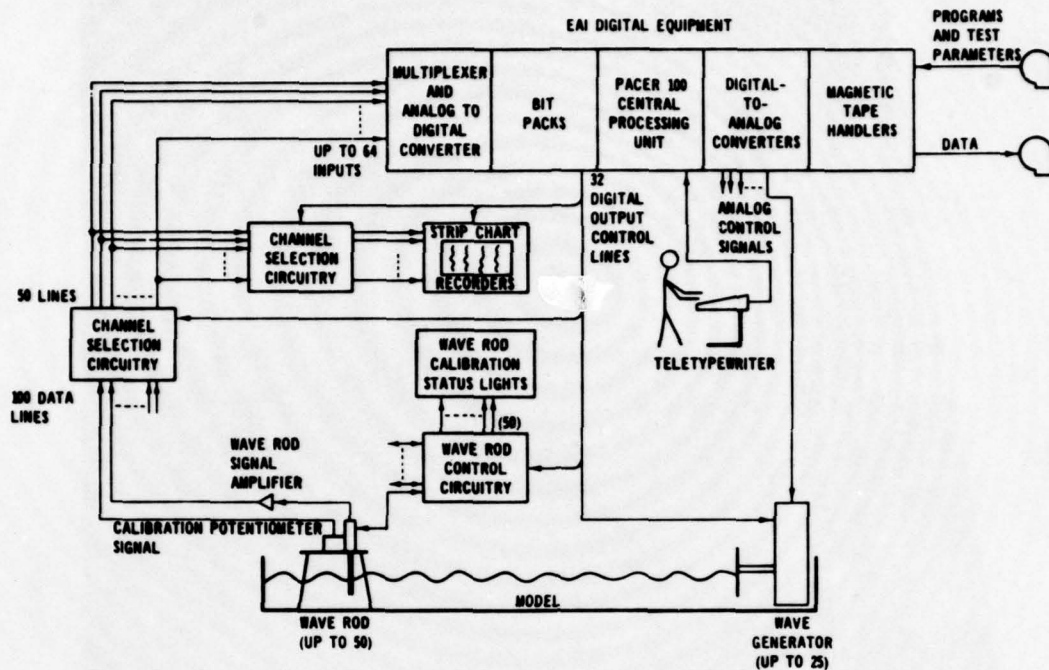 EAI DIGITAL EQUIPMENT
PROGRAMS
AND TEST
PARAMETERS
MULTIPLEXER
AND
ANALOG TO
DIGITAL
CONVERTER
BIT
PACKS
PACER 100
CENTRAL
PROCESSING
UNIT
DIGITAL-
TO-
ANALOG
CONVERTERS
MAGNETIC
TAPE
HANDLERS
DATA
UP TO 64
INPUTS
32
DIGITAL
OUTPUT
CONTROL
LINES
ANALOG
CONTROL
SIGNALS
CHANNEL
SELECTION
CIRCUITRY
STRIP CHART
RECORDERS
50 LINES
CHANNEL
SELECTION
CIRCUITRY
TELETYPEWRITER
WAVE ROD
CALIBRATION
STATUS LIGHTS
100 DATA
LINES
(50)
WAVE ROD
SIGNAL
AMPLIFIER
WAVE ROD
CONTROL
CIRCUITRY
CALIBRATION POTENTIOMETER
SIGNAL
MODEL
WAVE ROD
(UP TO 50)
WAVE
GENERATOR
(UP TO 25)